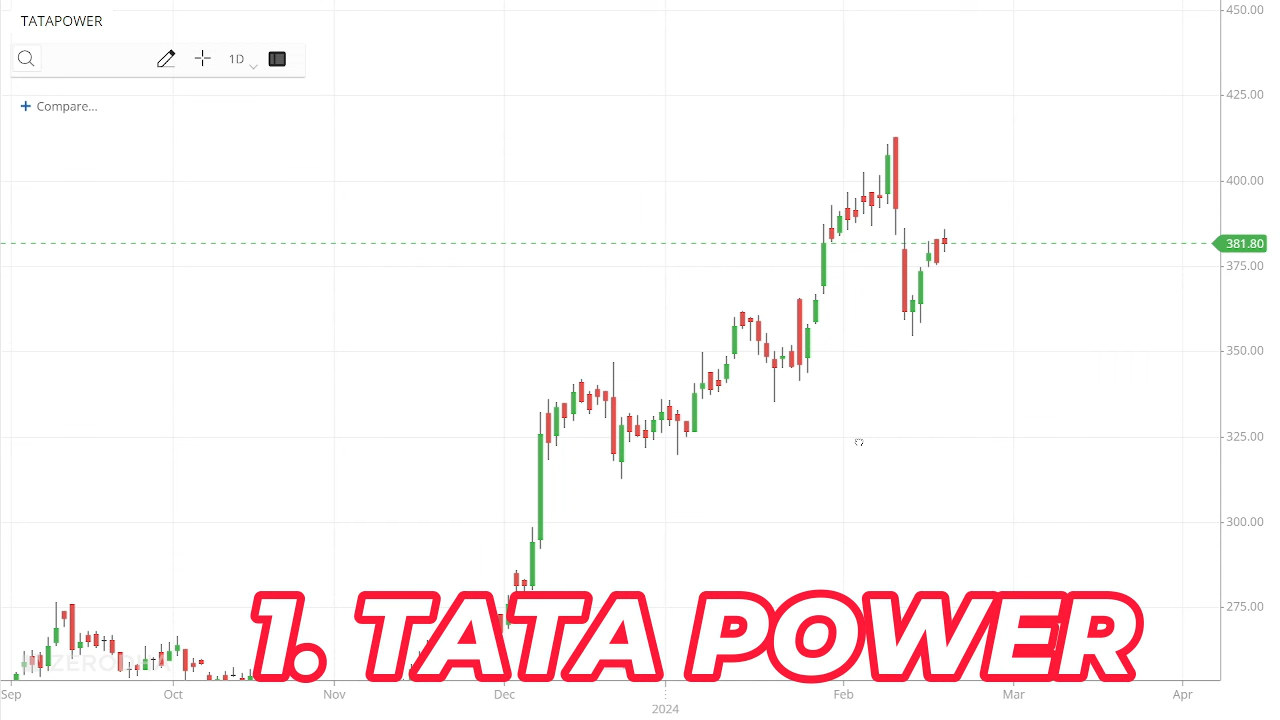 TATAPOWER
1D
+ Compare...
450.00
425.00
400.00
381.80
375.00
350.00
325.00
300.00
275.00
1. TATA POWER
Sep Oct Nov Dec Feb Mar Apr
2024